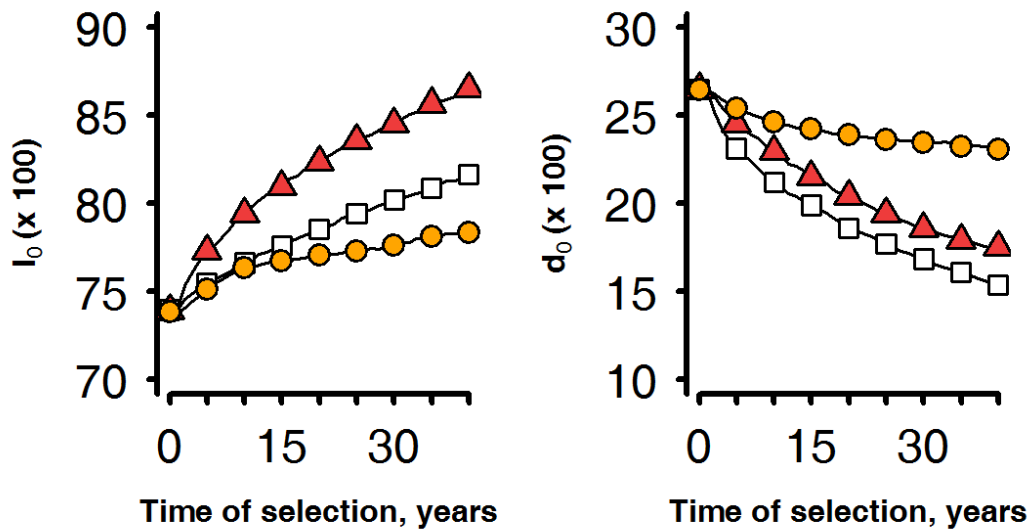 90
85
80
75
70
I₀ (x 100)
0 15 30
Time of selection, years
30
25
20
15
10
d₀ (x 100)
0 15 30
Time of selection, years